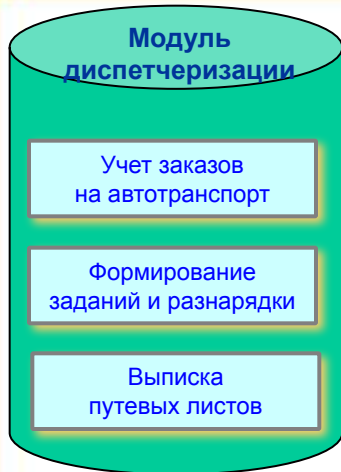 Модуль
диспетчеризации
Учет заказов
на автотранспорт
Формирование
заданий и разнарядки
Выписка
путевых листов